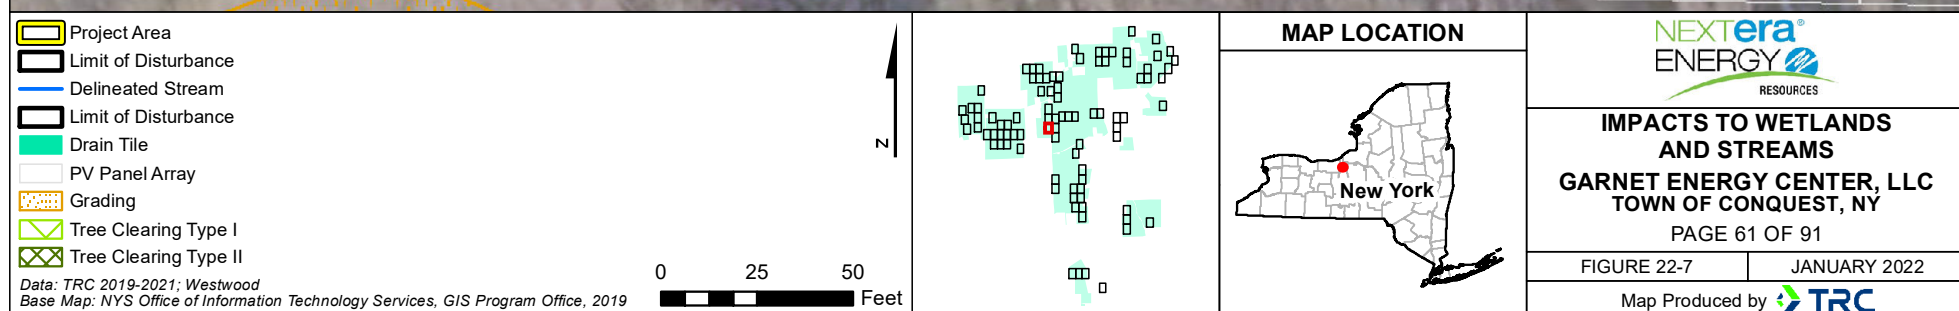 Project Area
Limit of Disturbance
Delineated Stream
Limit of Disturbance
Drain Tile
PV Panel Array
Grading
Tree Clearing Type I
Tree Clearing Type II
Data: TRC 2019-2021; Westwood
Base Map: NYS Office of Information Technology Services, GIS Program Office, 2019
N
0 25 50
Feet
MAP LOCATION
New York
NEXTera®
ENERGY
RESOURCES
IMPACTS TO WETLANDS
AND STREAMS
GARNET ENERGY CENTER, LLC
TOWN OF CONQUEST, NY
PAGE 61 OF 91
FIGURE 22-7
JANUARY 2022
Map Produced by TRC